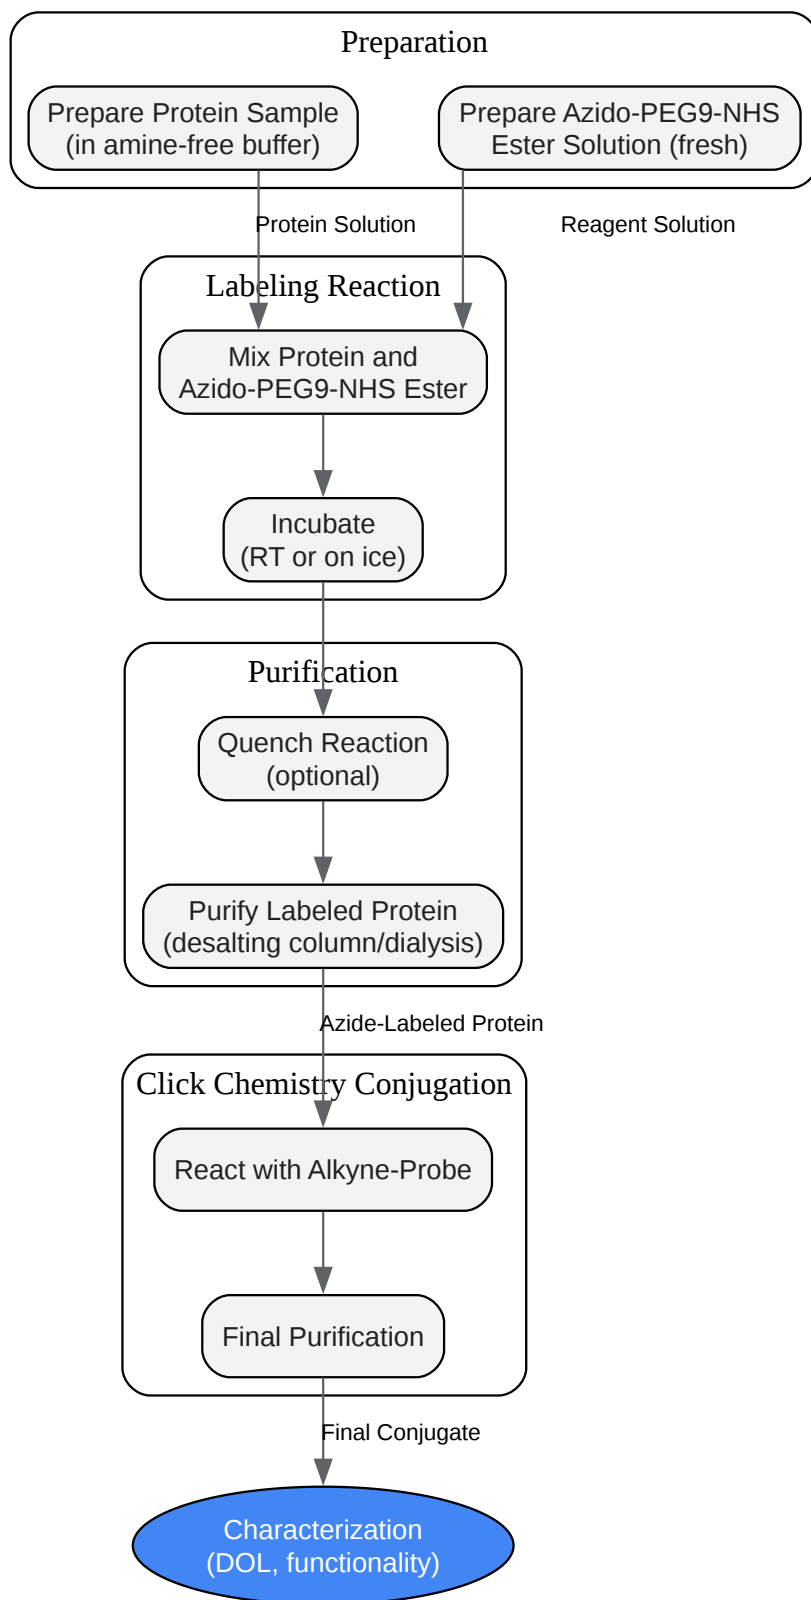 Preparation
Prepare Protein Sample
(in amine-free buffer)
Prepare Azido-PEG9-NHS
Ester Solution (fresh)
Protein Solution
Reagent Solution
Labeling Reaction
Mix Protein and
Azido-PEG9-NHS Ester
Incubate
(RT or on ice)
Purification
Quench Reaction
(optional)
Purify Labeled Protein
(desalting column/dialysis)
Azide-Labeled Protein
Click Chemistry Conjugation
React with Alkyne-Probe
Final Purification
Final Conjugate
Characterization
(DOL, functionality)